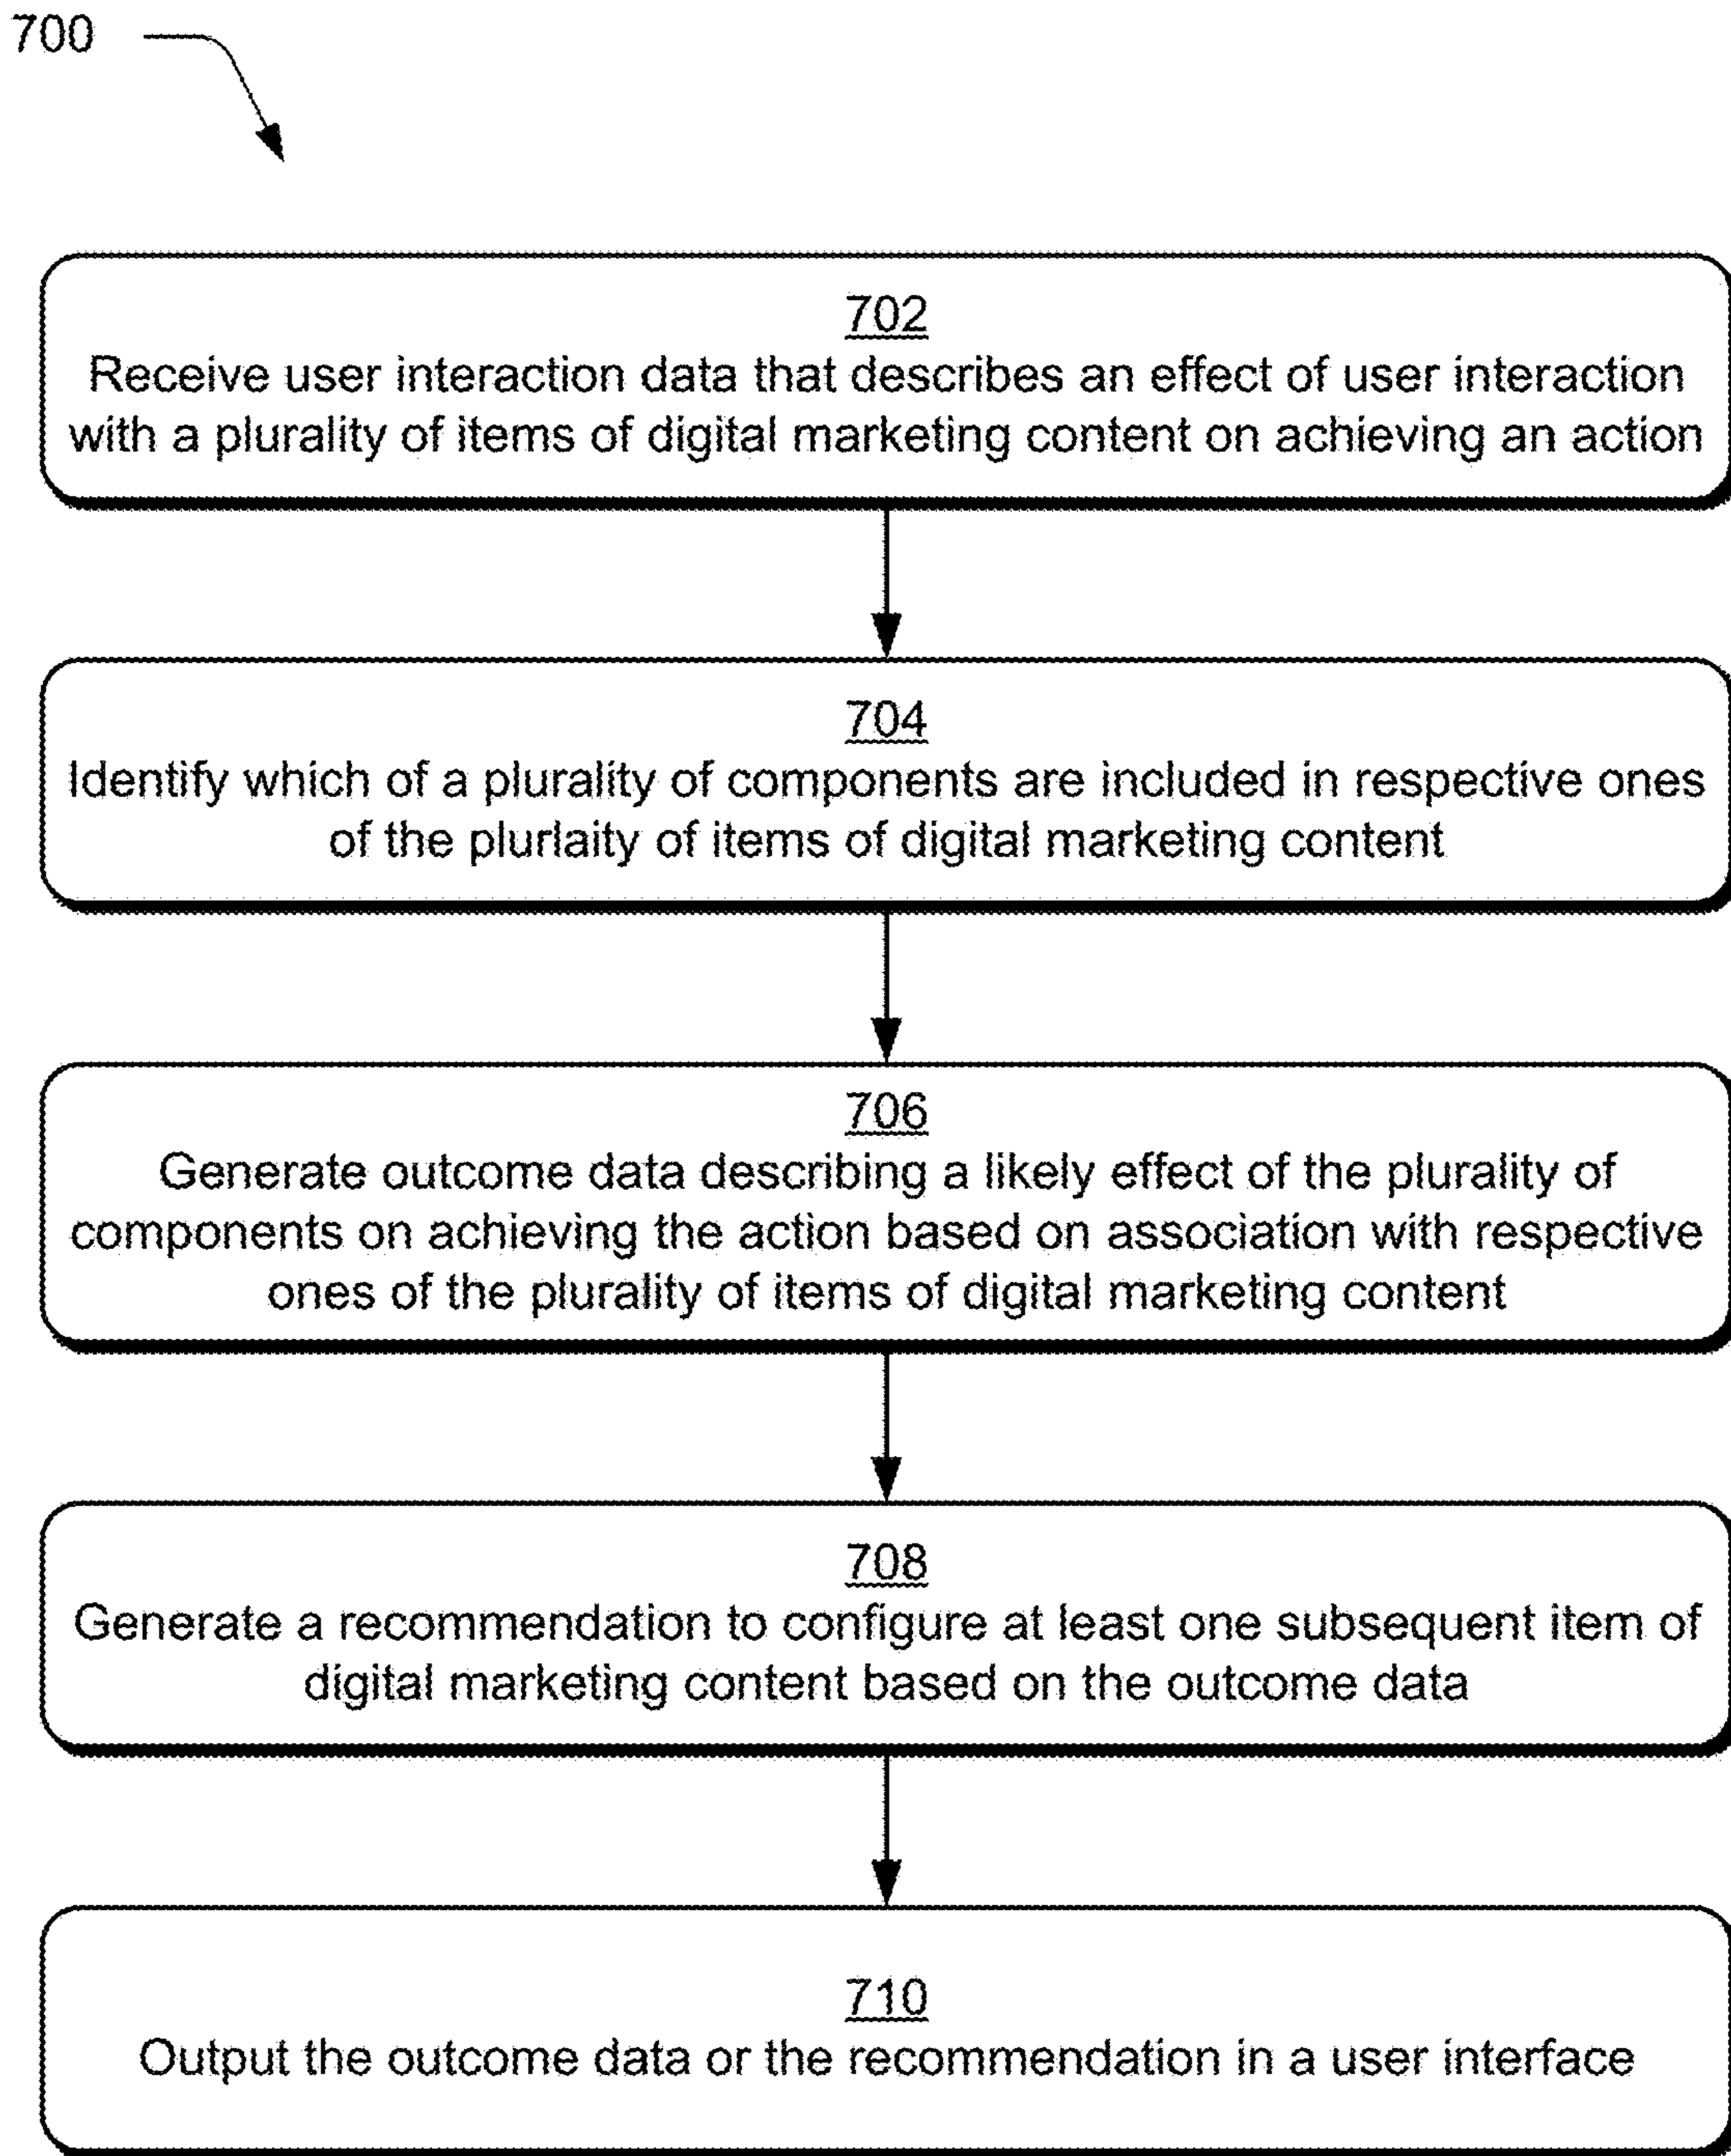 700
702
Receive user interaction data that describes an effect of user interaction
with a plurality of items of digital marketing content on achieving an action
704
Identify which of a plurality of components are included in respective ones
of the plurlaity of items of digital marketing content
706
Generate outcome data describing a likely effect of the plurality of
components on achieving the action based on association with respective
ones of the plurality of items of digital marketing content
708
Generate a recommendation to configure at least one subsequent item of
digital marketing content based on the outcome data
710
Output the outcome data or the recommendation in a user interface